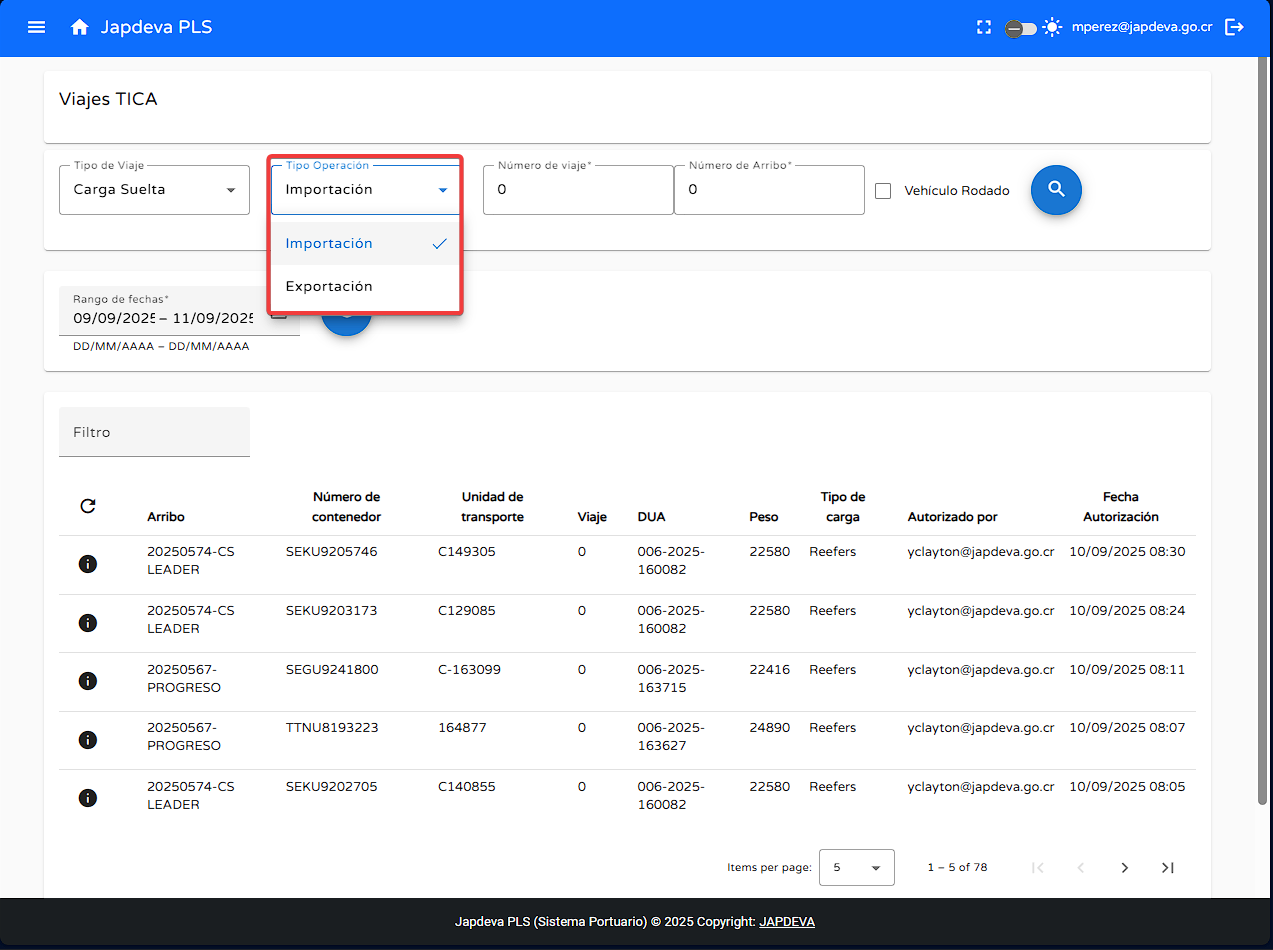 Japdeva PLS
mperez@japdeva.go.cr
Viajes TICA
Tipo de Viaje
Carga Suelta
Tipo Operación
Importación
Importación
Exportación
Número de viaje*
0
Número de Arribo*
0
Vehículo Rodado
Rango de fechas*
09/09/2025 – 11/09/2025
DD/MM/AAAA – DD/MM/AAAA
Filtro
Arribo Número de contenedor Unidad de transporte Viaje DUA Peso Tipo de carga Autorizado por Fecha Autorización
20250574-CS LEADER SEKU9205746 C149305 0 006-2025-160082 22580 Reefers yclayton@japdeva.go.cr 10/09/2025 08:30
20250574-CS LEADER SEKU9203173 C129085 0 006-2025-160082 22580 Reefers yclayton@japdeva.go.cr 10/09/2025 08:24
20250567-PROGRESO SEGU9241800 C-163099 0 006-2025-163715 22416 Reefers yclayton@japdeva.go.cr 10/09/2025 08:11
20250567-PROGRESO TTNU8193223 164877 0 006-2025-163627 24890 Reefers yclayton@japdeva.go.cr 10/09/2025 08:07
20250574-CS LEADER SEKU9202705 C140855 0 006-2025-160082 22580 Reefers yclayton@japdeva.go.cr 10/09/2025 08:05
Items per page: 5 1 – 5 of 78
Japdeva PLS (Sistema Portuario) © 2025 Copyright: JAPDEVA